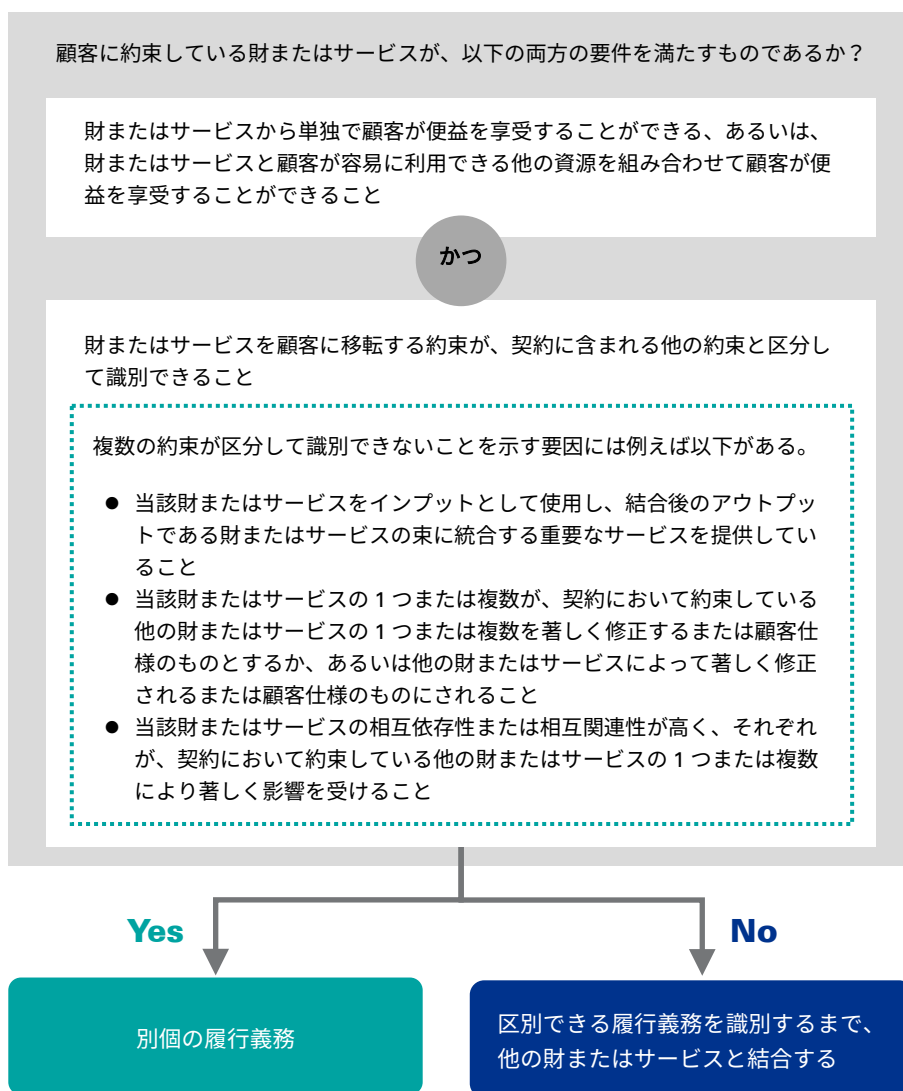 顧客に約束している財またはサービスが、以下の両方の要件を満たすものであるか？
財またはサービスから単独で顧客が便益を享受することができる、あるいは、
財またはサービスと顧客が容易に利用できる他の資源を組み合わせて顧客が便
益を享受することができること
かつ
財またはサービスを顧客に移転する約束が、契約に含まれる他の約束と区分し
て識別できること
複数の約束が区分して識別できないことを示す要因には例えば以下がある。
● 当該財またはサービスをインプットとして使用し、結合後のアウトプッ
トである財またはサービスの束に統合する重要なサービスを提供してい
ること
● 当該財またはサービスの 1 つまたは複数が、契約において約束している
他の財またはサービスの 1 つまたは複数を著しく修正するまたは顧客仕
様のものとするか、あるいは他の財またはサービスによって著しく修正
されるまたは顧客仕様のものにされること
● 当該財またはサービスの相互依存性または相互関連性が高く、それぞれ
が、契約において約束している他の財またはサービスの 1 つまたは複数
により著しく影響を受けること
Yes
No
別個の履行義務
区別できる履行義務を識別するまで、
他の財またはサービスと結合する